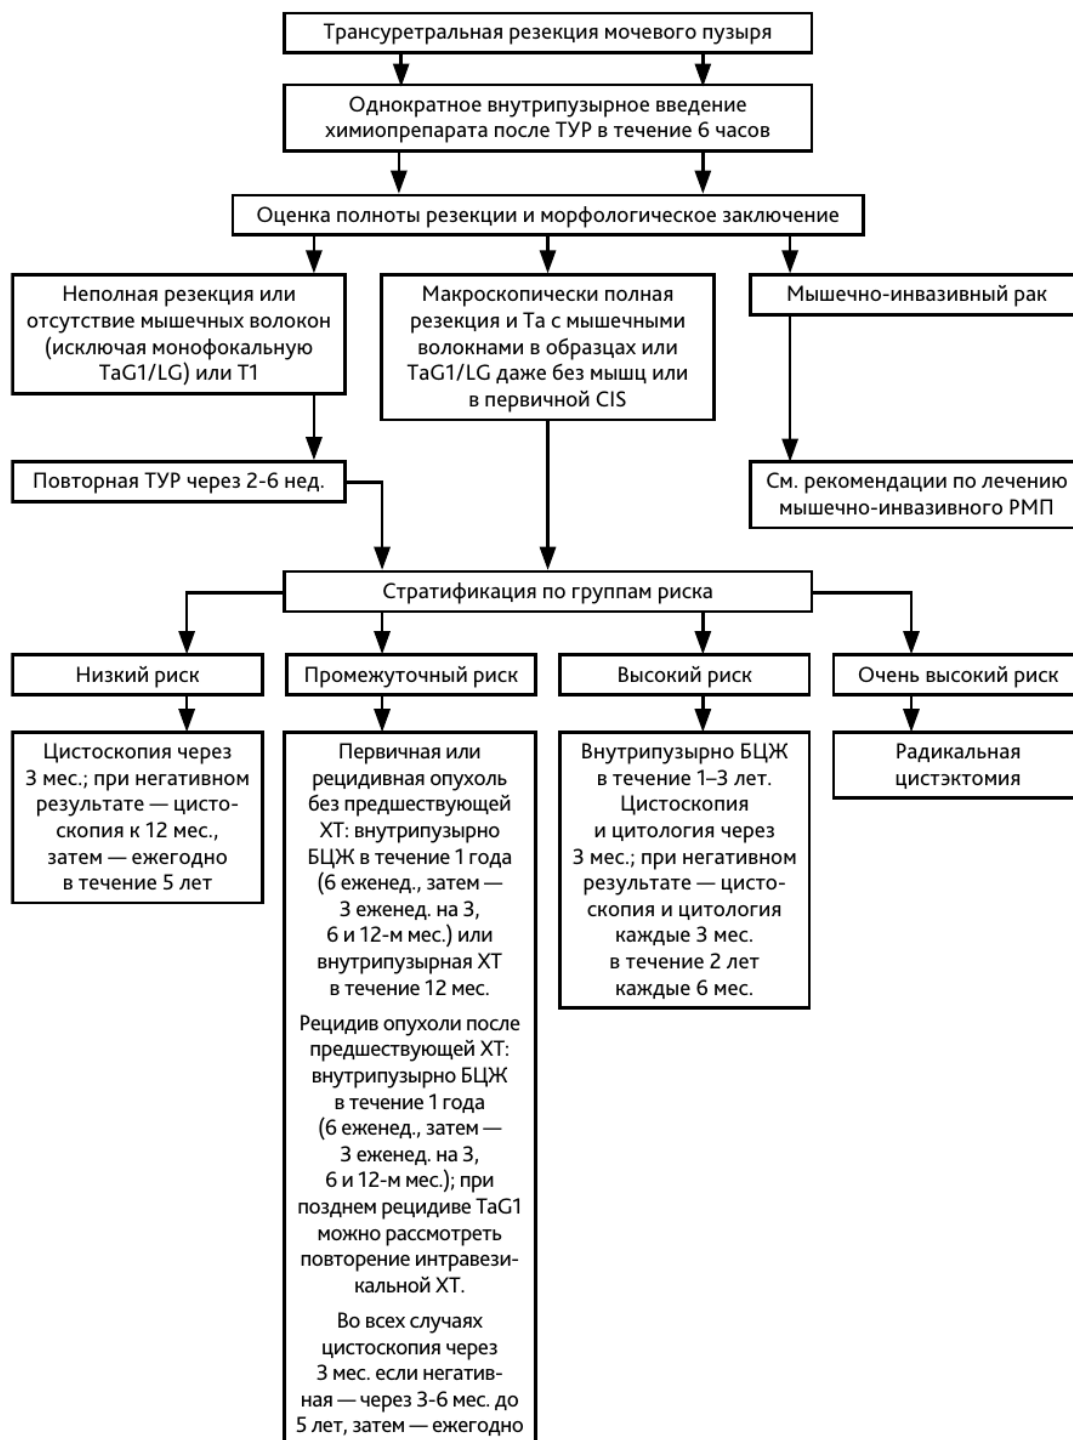 Трансуретральная резекция мочевого пузыря
Однократное внутрипузырное введение
химиопрепарата после ТУР в течение 6 часов
Оценка полноты резекции и морфологическое заключение
Неполная резекция или
отсутствие мышечных волокон
(исключая монофокальную
TaG1/LG) или T1
Макроскопически полная
резекция и Ta с мышечными
волокнами в образцах или
TaG1/LG даже без мышц или
в первичной CIS
Мышечно-инвазивный рак
Повторная ТУР через 2-6 нед.
См. рекомендации по лечению
мышечно-инвазивного РМП
Стратификация по группам риска
Низкий риск
Промежуточный риск
Высокий риск
Очень высокий риск
Цистоскопия через
3 мес.; при негативном
результате — цисто-
скопия к 12 мес.,
затем — ежегодно
в течение 5 лет
Первичная или
рецидивная опухоль
без предшествующей
ХТ: внутрипузырно
БЦЖ в течение 1 года
(6 еженед., затем —
3 еженед. на 3,
6 и 12-м мес.) или
внутрипузырная ХТ
в течение 12 мес.
Рецидив опухоли после
предшествующей ХТ:
внутрипузырно БЦЖ
в течение 1 года
(6 еженед., затем —
3 еженед. на 3,
6 и 12-м мес.); при
позднем рецидиве TaG1
можно рассмотреть
повторение интравези-
кальной ХТ.
Во всех случаях
цистоскопия через
3 мес. если негатив-
ная — через 3-6 мес. до
5 лет, затем — ежегодно
Внутрипузырно БЦЖ
в течение 1–3 лет.
Цистоскопия
и цитология через
3 мес.; при негативном
результате — цисто-
скопия и цитология
каждые 3 мес.
в течение 2 лет
каждые 6 мес.
Радикальная
цистэктомия